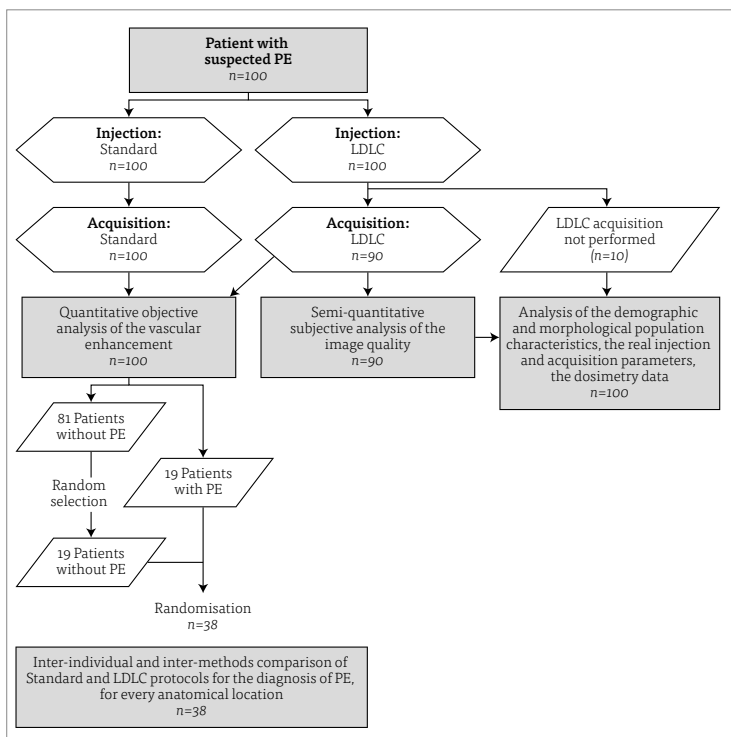 Patient with
suspected PE
n=100
Injection:
Standard
n=100
Injection:
LDLC
n=100
Acquisition:
Standard
n=100
Acquisition:
LDLC
n=90
LDLC acquisition
not performed
(n=10)
Quantitative objective
analysis of the vascular
enhancement
n=100
Semi-quantitative
subjective analysis of the
image quality
n=90
Analysis of the demographic
and morphological population
characteristics, the real injection
and acquisition parameters,
the dosimetry data
n=100
81 Patients
without PE
Random
selection
19 Patients
with PE
19 Patients
without PE
Randomisation
n=38
Inter-individual and inter-methods comparison of
Standard and LDLC protocols for the diagnosis of PE,
for every anatomical location
n=38